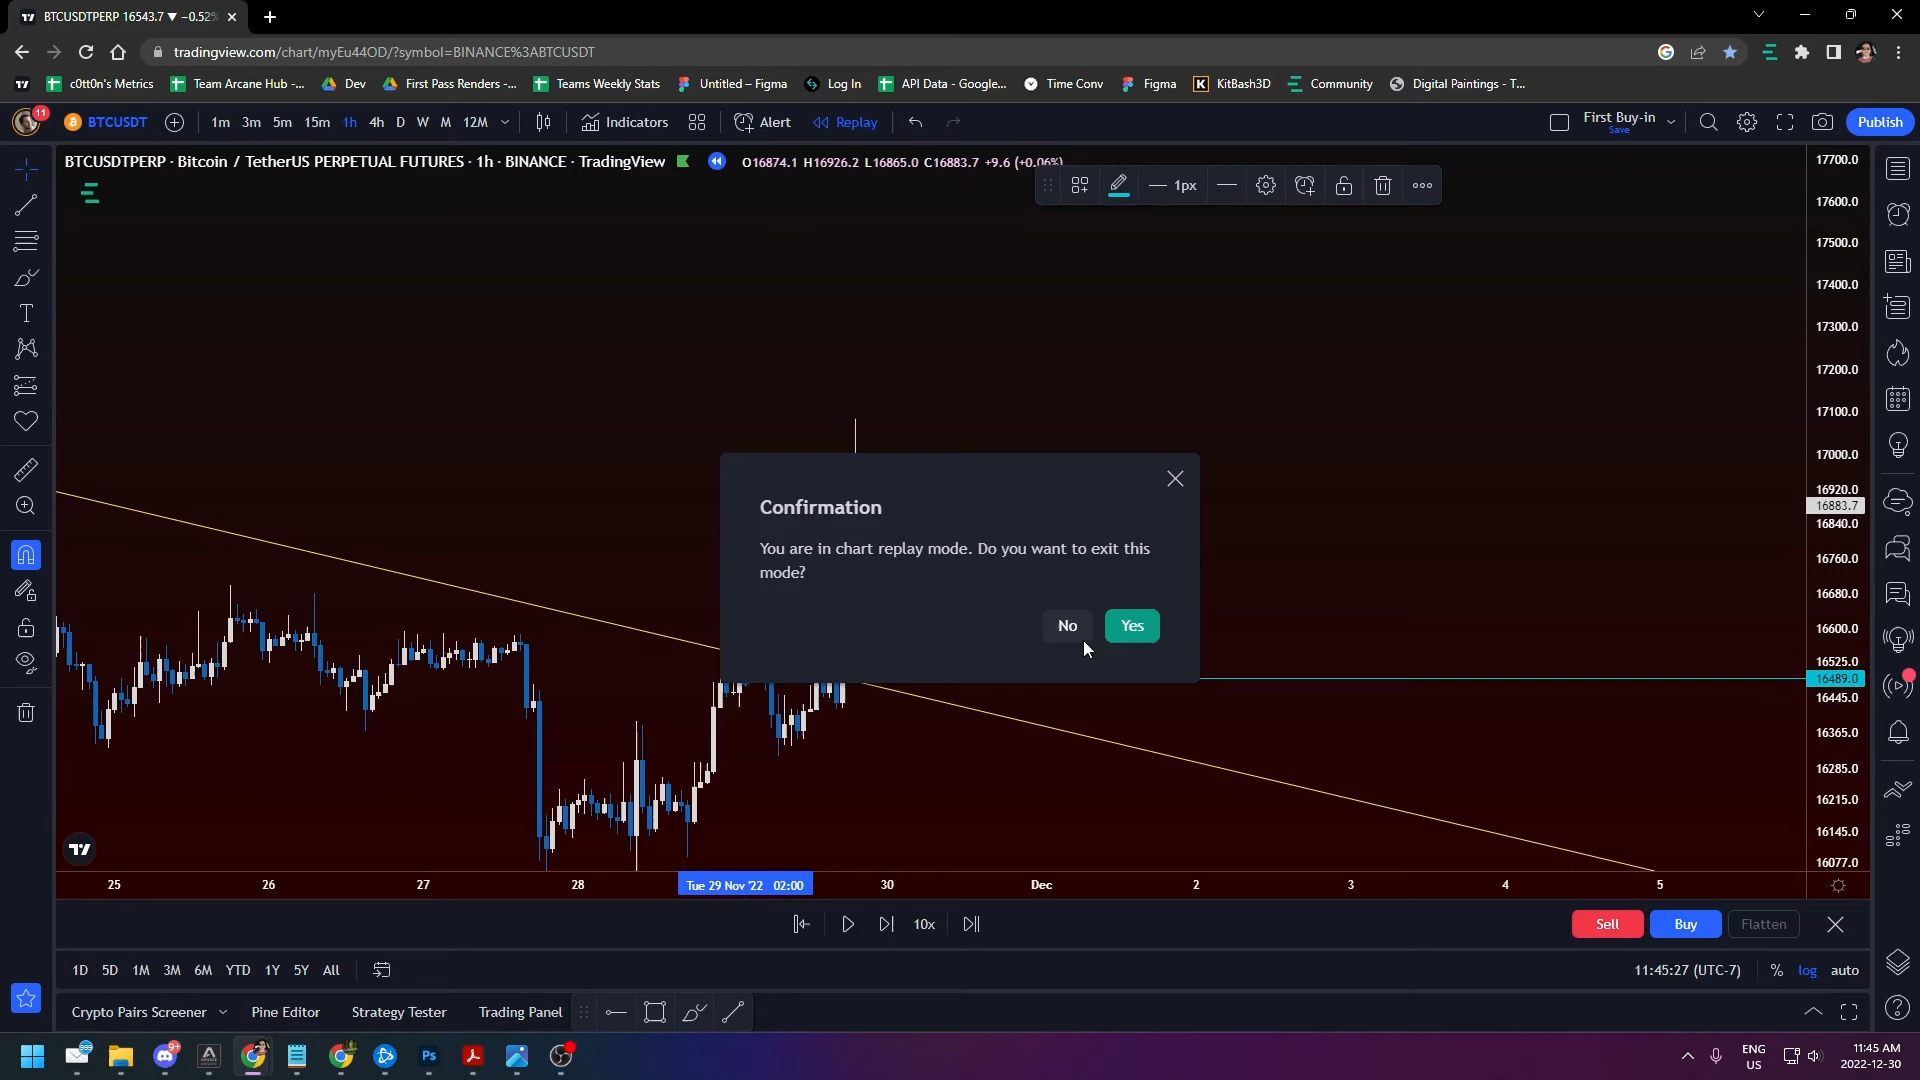 BTCUSDTPERP 16543.7 ▼ −0.52%
tradingview.com/chart/myEu44OD/?symbol=BINANCE%3ABTCUSDT
c0tt0n's Metrics
Team Arcane Hub -...
Dev
First Pass Renders -...
Teams Weekly Stats
Untitled – Figma
Log In
API Data - Google...
Time Conv
Figma
KitBash3D
Community
Digital Paintings - T...
11
BTCUSDT
1m 3m 5m 15m 1h 4h D W M 12M
Indicators
Alert
Replay
First Buy-in
Save
Publish
BTCUSDTPERP · Bitcoin / TetherUS PERPETUAL FUTURES · 1h · BINANCE · TradingView
O16874.1 H16926.2 L16865.0 C16883.7 +9.6 (+0.06%)
1px
17700.0
17600.0
17500.0
17400.0
17300.0
17200.0
17100.0
17000.0
16920.0
16883.7
16840.0
16760.0
16680.0
16600.0
16525.0
16489.0
16445.0
16365.0
16285.0
16215.0
16145.0
16077.0
Confirmation
You are in chart replay mode. Do you want to exit this
mode?
No
Yes
25 26 27 28 Tue 29 Nov '22 02:00 30 Dec 2 3 4 5
10x
Sell
Buy
Flatten
1D 5D 1M 3M 6M YTD 1Y 5Y All
11:45:27 (UTC-7)
% log auto
Crypto Pairs Screener
Pine Editor
Strategy Tester
Trading Panel
9+
Ps
ENG
US
11:45 AM
2022-12-30